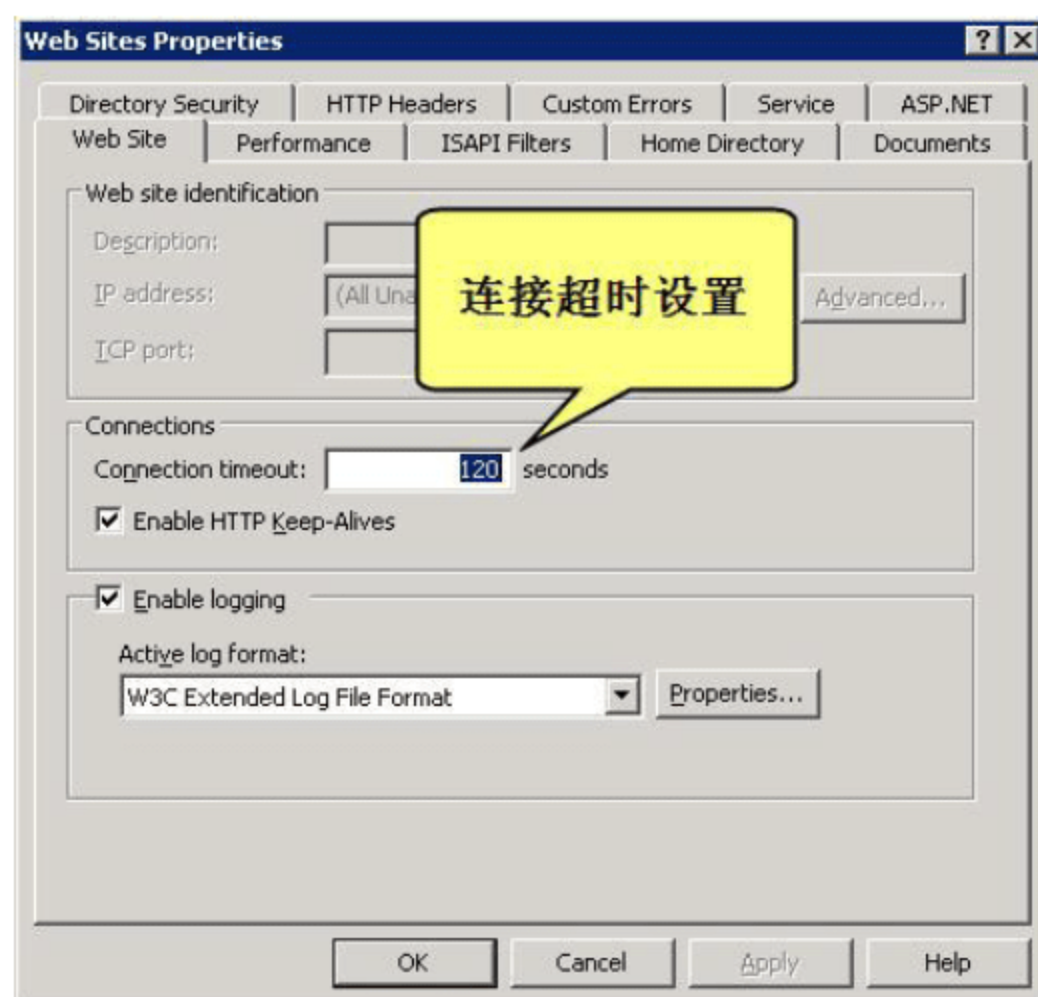 Web Sites Properties
Directory Security HTTP Headers Custom Errors Service ASP.NET
Web Site Performance ISAPI Filters Home Directory Documents
Web site identification
Description:
IP address: (All Una Advanced...
TCP port:
连接超时设置
Connections
Connection timeout: 120 seconds
Enable HTTP Keep-Alives
Enable logging
Active log format:
W3C Extended Log File Format Properties...
OK Cancel Apply Help